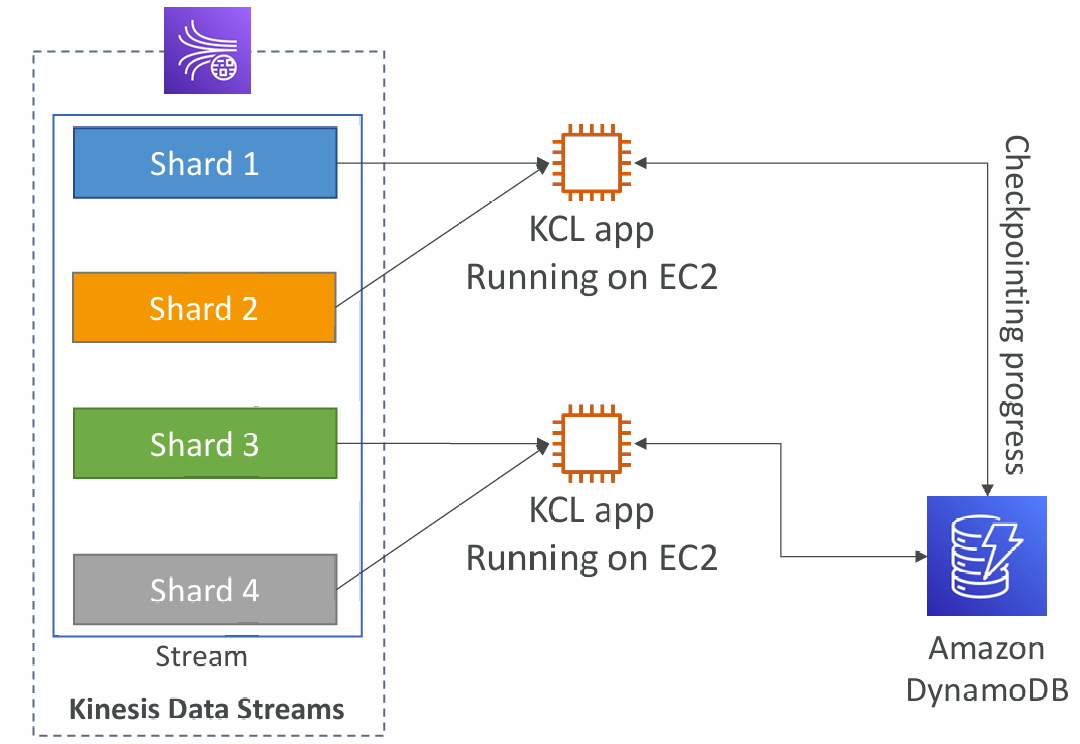 Shard 1
Shard 2
Shard 3
Shard 4
Stream
Kinesis Data Streams
KCL app
Running on EC2
KCL app
Running on EC2
Checkpointing progress
Amazon
DynamoDB